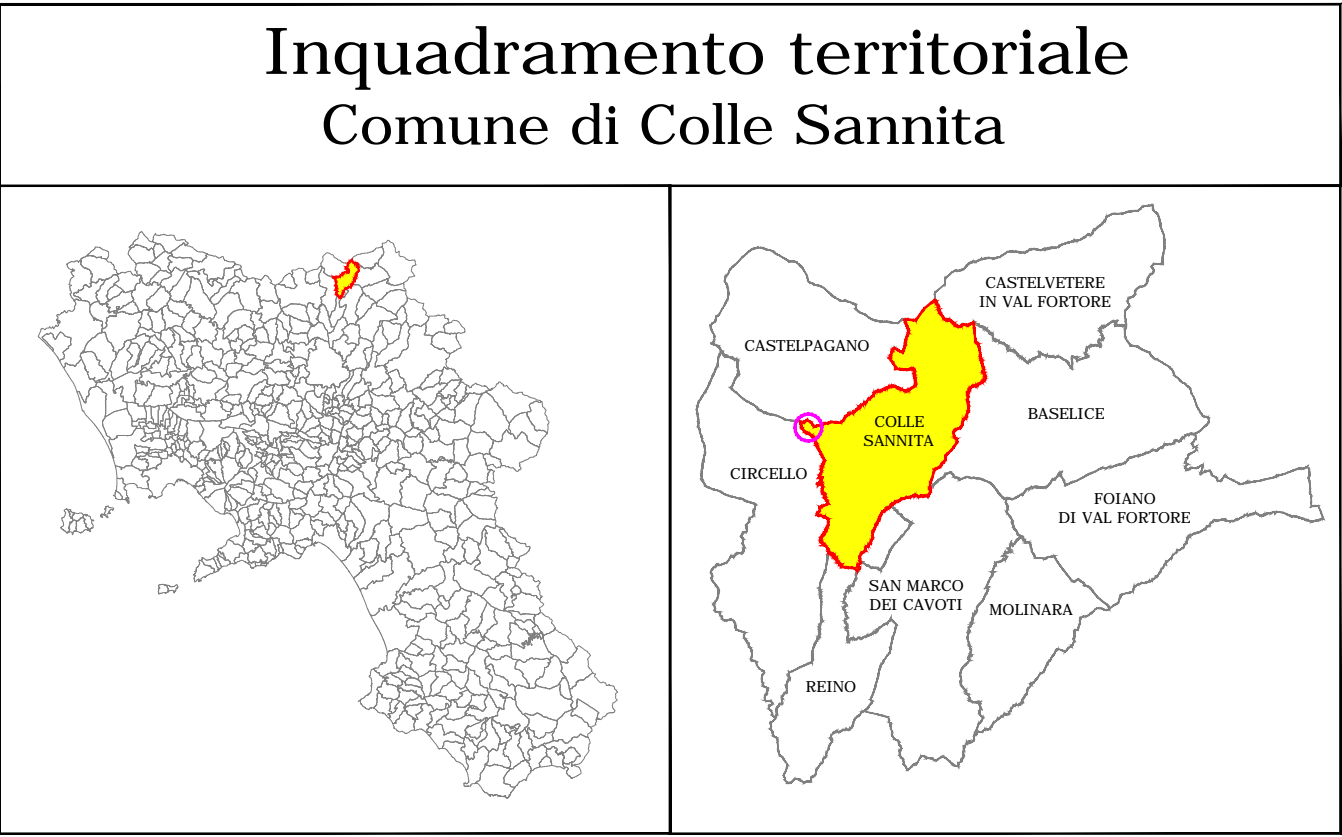 Inquadramento territoriale
Comune di Colle Sannita
CASTELVETERE
IN VAL FORTORE
CASTELPAGANO
COLLE
SANNITA
BASELICE
CIRCELLO
FOIANO
DI VAL FORTORE
SAN MARCO
DEI CAVOTI
MOLINARA
REINO